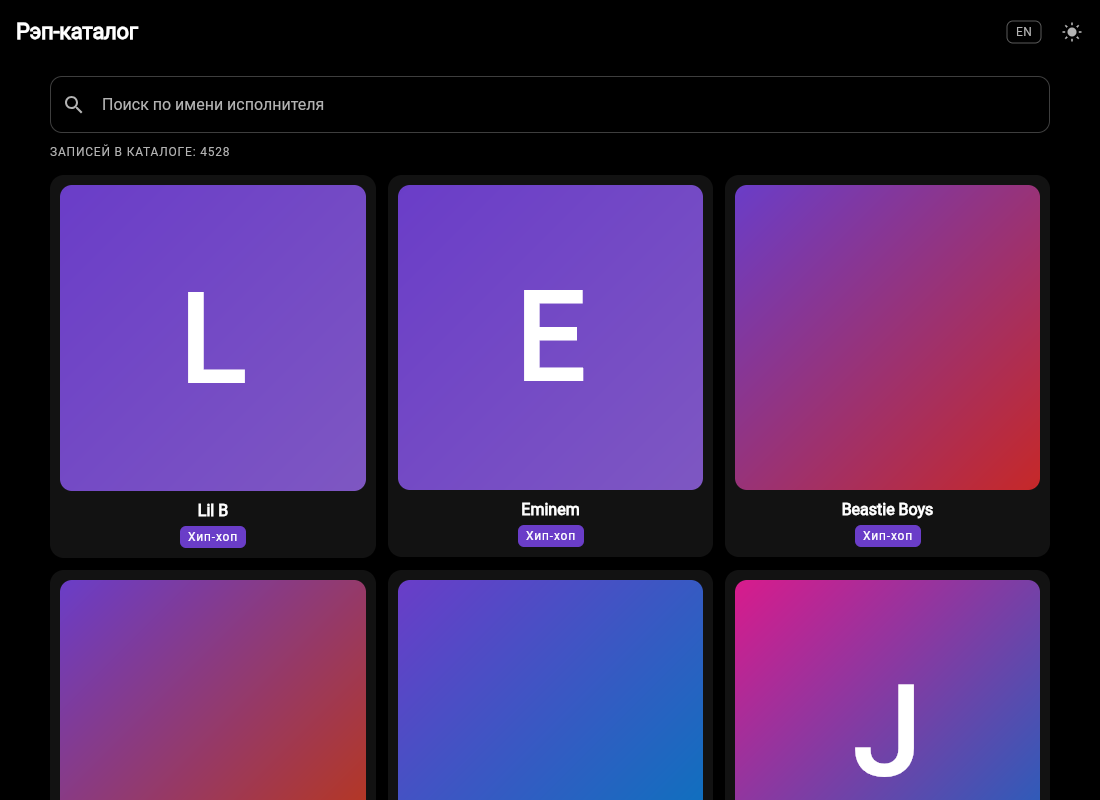 Рэп-каталог
EN
Поиск по имени исполнителя
ЗАПИСЕЙ В КАТАЛОГЕ: 4528
L
E
Lil B
Eminem
Beastie Boys
Хип-хоп
Хип-хоп
Хип-хоп
J